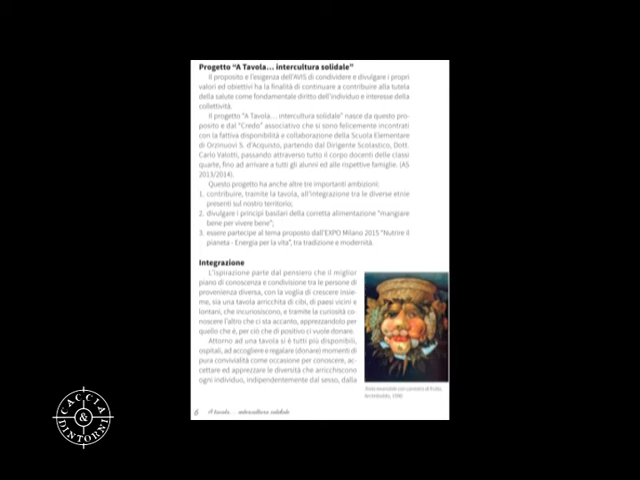 Progetto "A Tavola... intercultura solidale"
Il proposito e l'esigenza dell'AVIS di condividere e divulgare i propri
valori ed obiettivi ha la finalità di continuare a contribuire alla tutela
della salute come fondamentale diritto dell'individuo e interesse della
collettività.
Il progetto "A Tavola... intercultura solidale" nasce da questo pro-
posito e dal "Credo" associativo che si sono felicemente incontrati
con la fattiva disponibilità e collaborazione della Scuola Elementare
di Orzinuovi S. d'Acquisto, partendo dal Dirigente Scolastico, Dott.
Carlo Valotti, passando attraverso tutto il corpo docenti delle classi
quarte, fino ad arrivare a tutti gli alunni ed alle rispettive famiglie. (AS
2013/2014).
Questo progetto ha anche altre tre importanti ambizioni:
1. contribuire, tramite la tavola, all'integrazione tra le diverse etnie
presenti sul nostro territorio;
2. divulgare i principi basilari della corretta alimentazione "mangiare
bene per vivere bene";
3. essere partecipe al tema proposto dall'EXPO Milano 2015 "Nutrire il
pianeta - Energia per la vita", tra tradizione e modernità.
Integrazione
L'ispirazione parte dal pensiero che il miglior
piano di conoscenza e condivisione tra le persone di
provenienza diversa, con la voglia di crescere insie-
me, sia una tavola arricchita di cibi, di paesi vicini e
lontani, che incuriosiscono, e tramite la curiosità co-
noscere l'altro che ci sta accanto, apprezzandolo per
quello che è, per ciò che di positivo ci vuole donare.
Attorno ad una tavola si è tutti più disponibili,
ospitali, ad accogliere e regalare (donare) momenti di
pura convivialità come occasione per conoscere, ac-
cettare ed apprezzare le diversità che arricchiscono
ogni individuo, indipendentemente dal sesso, dalla
Testa reversibile con canestro di frutta,
Arcimboldo, 1590
6 A tavola... intercultura solidale
CACCIA
&
DINTORNI